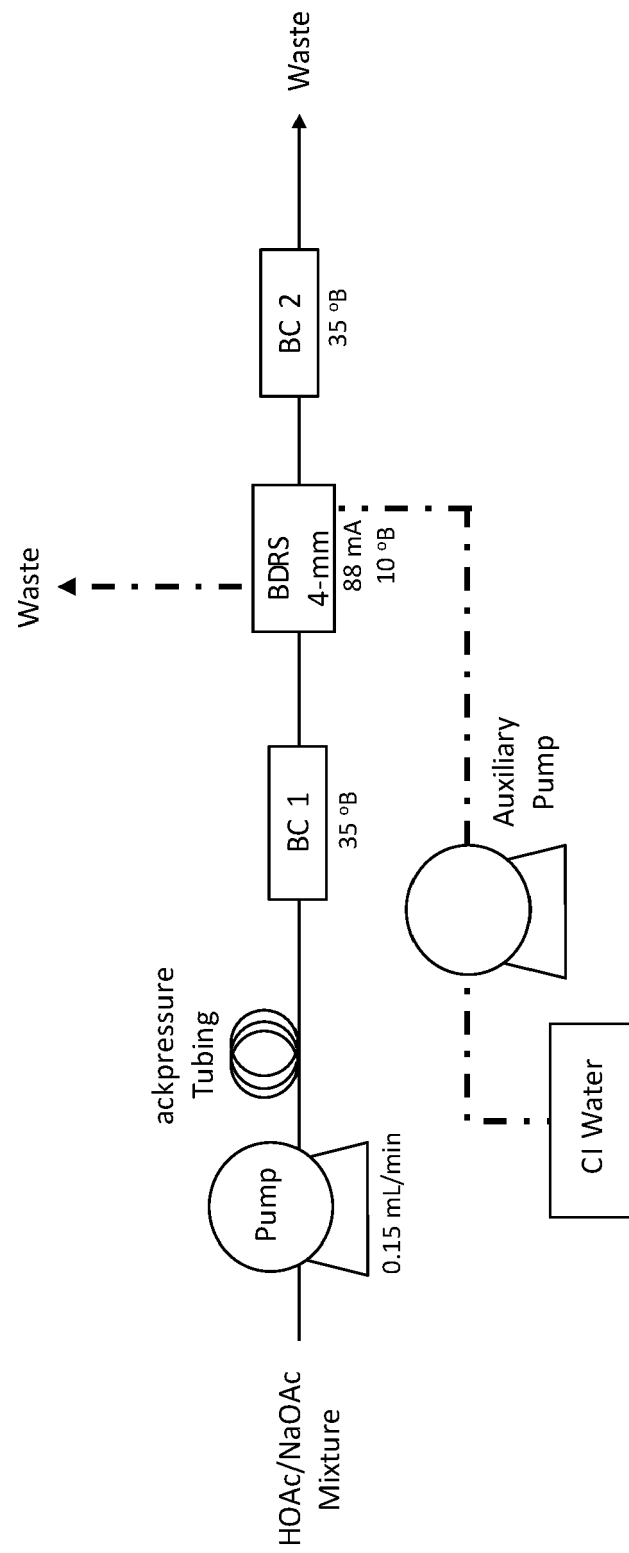 HOAc/NaOAc
Mixture
Pump
0.15 mL/min
ackpressure
Tubing
BC 1
35 ºB
Waste
BDRS
4-mm
88 mA
10 ºB
BC 2
35 ºB
Waste
CI Water
Auxiliary
Pump